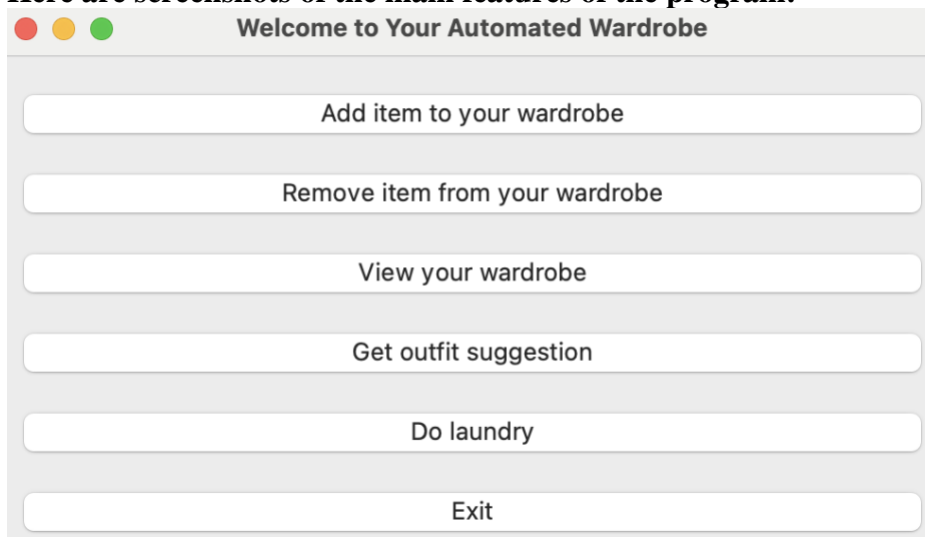 Here are screenshots of the main features of the program:
Welcome to Your Automated Wardrobe
Add item to your wardrobe
Remove item from your wardrobe
View your wardrobe
Get outfit suggestion
Do laundry
Exit